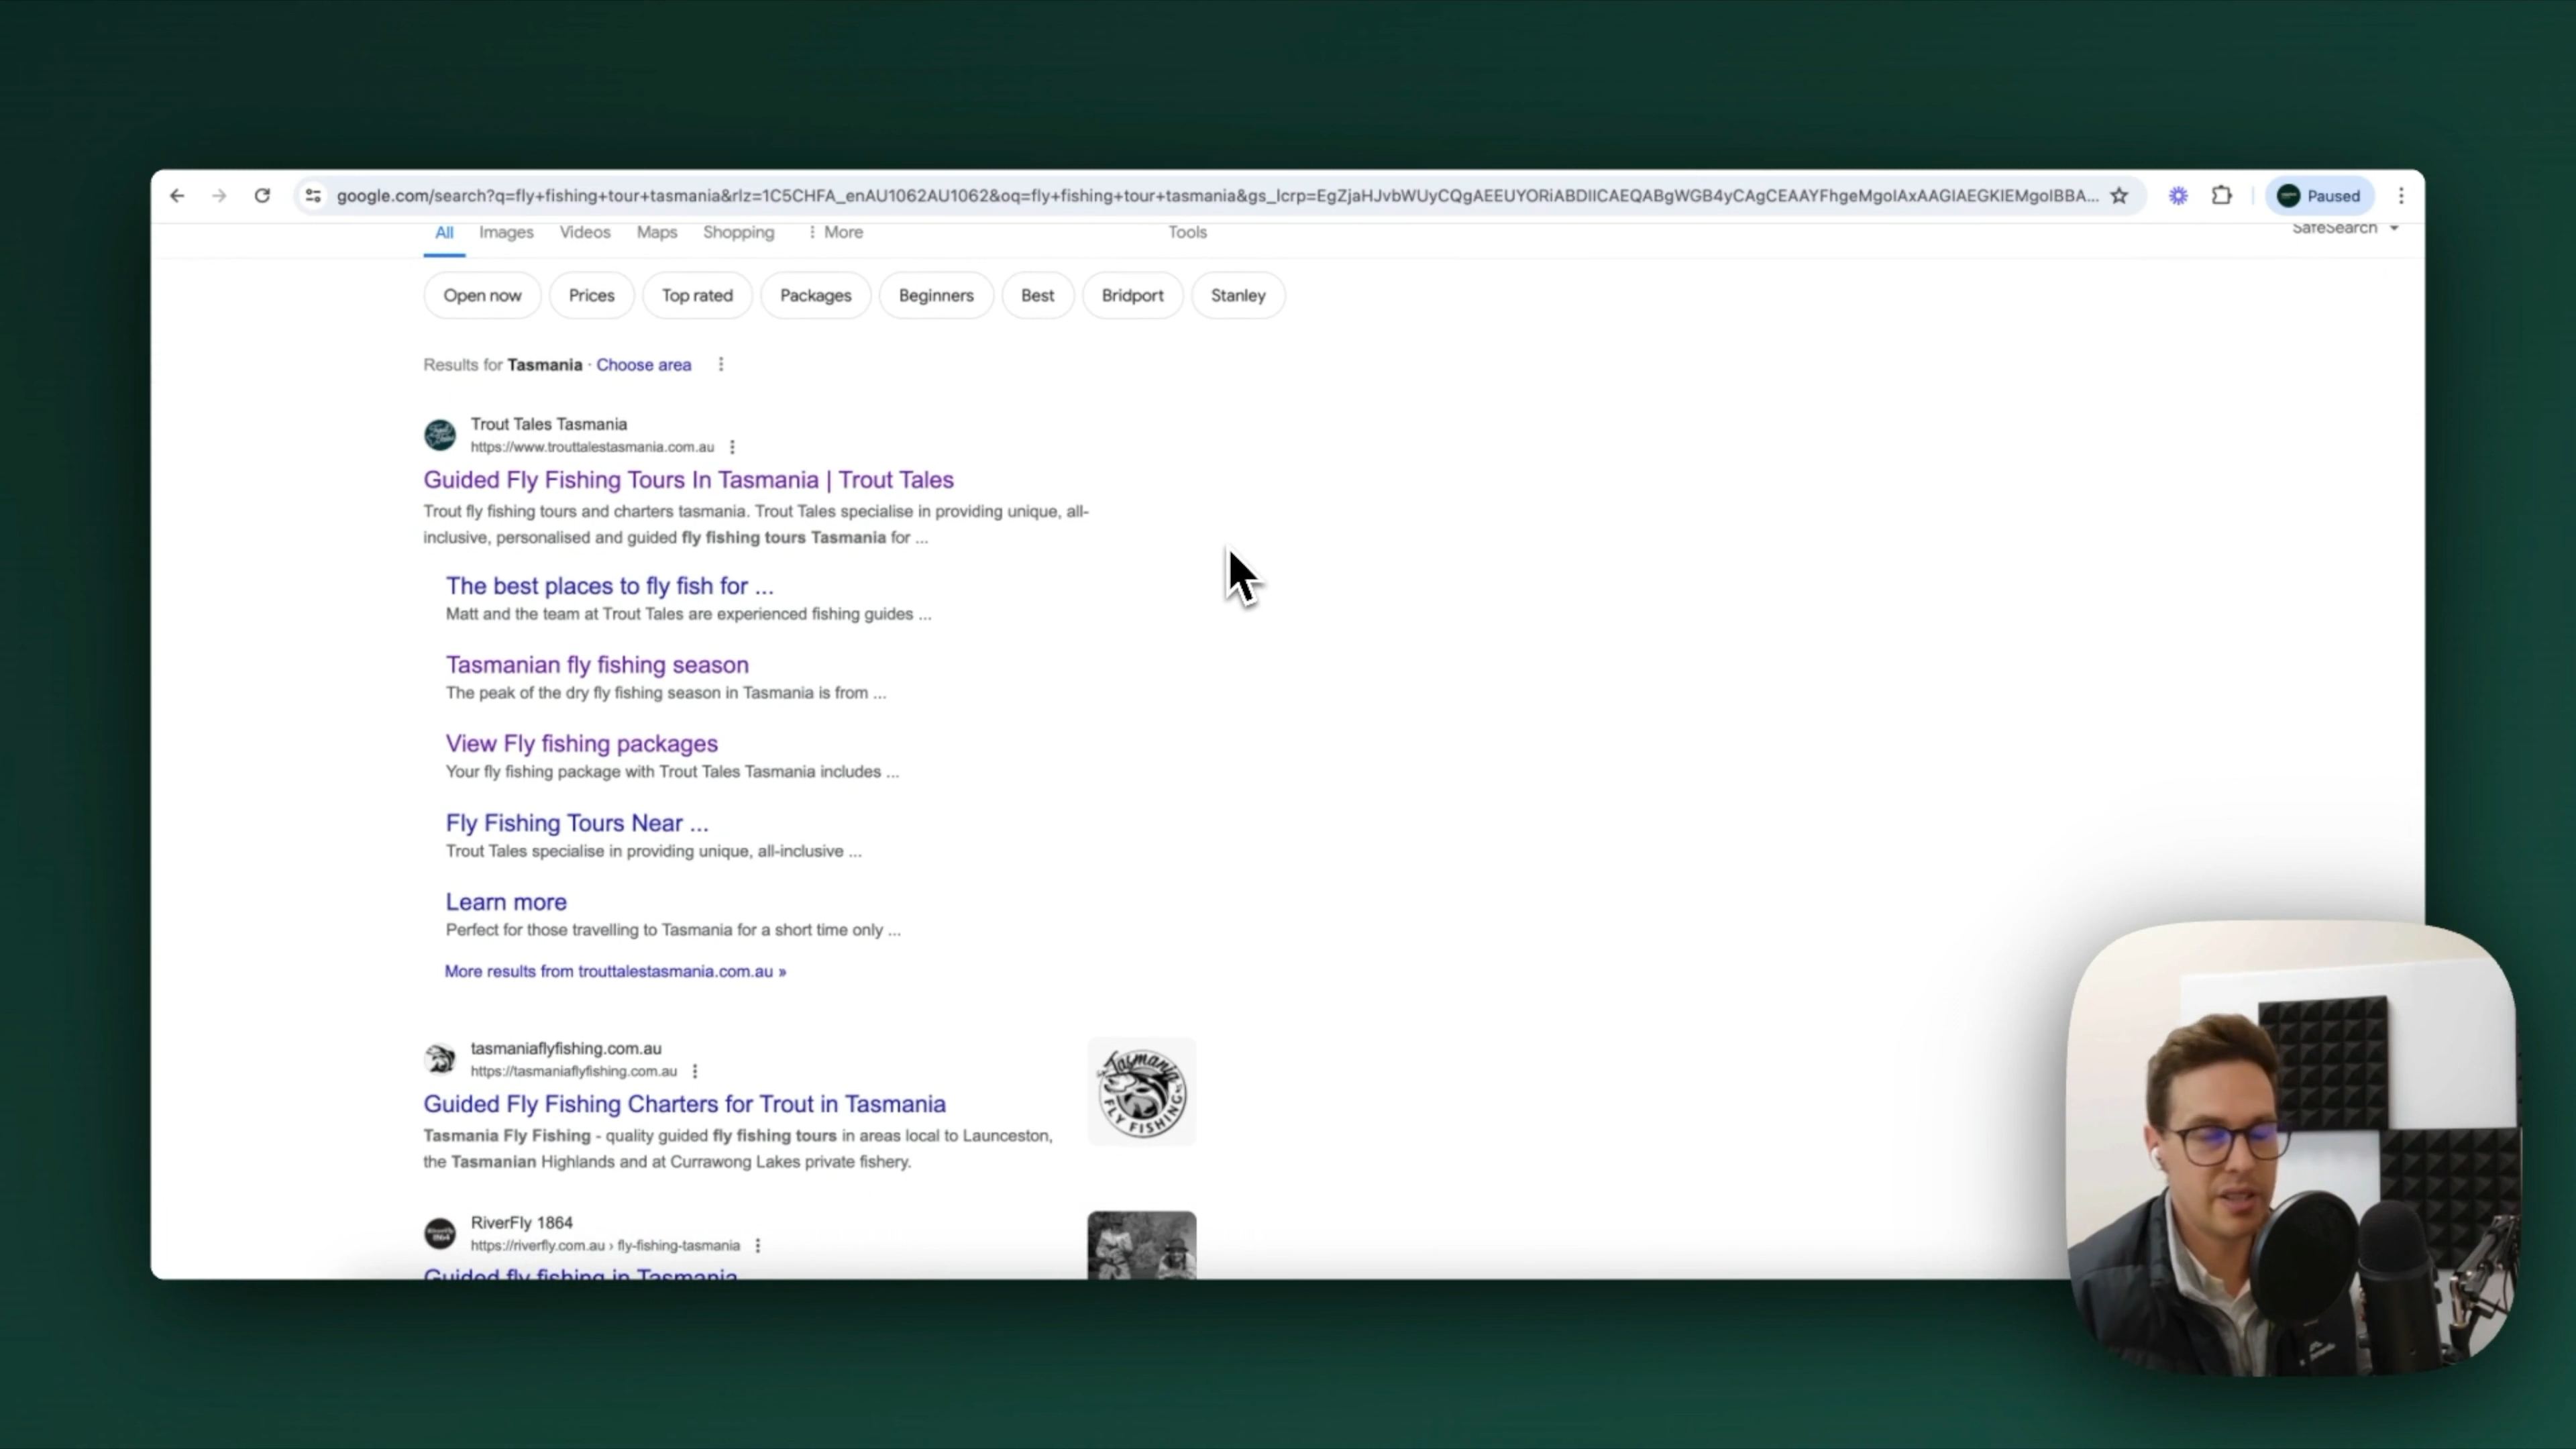 google.com/search?q=fly+fishing+tour+tasmania&rlz=1C5CHFA_enAU1062AU1062&oq=fly+fishing+tour+tasmania&gs_lcrp=EgZjaHJvbWUyCQgAEEUYORiABDIICAEQABgWGB4yCAgCEAAYFhgeMgoIAxAAGIAEGKIEMgoIBBA...
Paused
All Images Videos Maps Shopping More Tools SafeSearch
Open now Prices Top rated Packages Beginners Best Bridport Stanley
Results for Tasmania · Choose area
Trout Tales Tasmania
https://www.trouttalestasmania.com.au
Guided Fly Fishing Tours In Tasmania | Trout Tales
Trout fly fishing tours and charters tasmania. Trout Tales specialise in providing unique, all-
inclusive, personalised and guided fly fishing tours Tasmania for ...
The best places to fly fish for ...
Matt and the team at Trout Tales are experienced fishing guides ...
Tasmanian fly fishing season
The peak of the dry fly fishing season in Tasmania is from ...
View Fly fishing packages
Your fly fishing package with Trout Tales Tasmania includes ...
Fly Fishing Tours Near ...
Trout Tales specialise in providing unique, all-inclusive ...
Learn more
Perfect for those travelling to Tasmania for a short time only ...
More results from trouttalestasmania.com.au »
tasmaniaflyfishing.com.au
https://tasmaniaflyfishing.com.au
Guided Fly Fishing Charters for Trout in Tasmania
Tasmania Fly Fishing - quality guided fly fishing tours in areas local to Launceston,
the Tasmanian Highlands and at Currawong Lakes private fishery.
Tasmania
FLY FISHING
RiverFly 1864
https://riverfly.com.au › fly-fishing-tasmania
Guided fly fishing in Tasmania